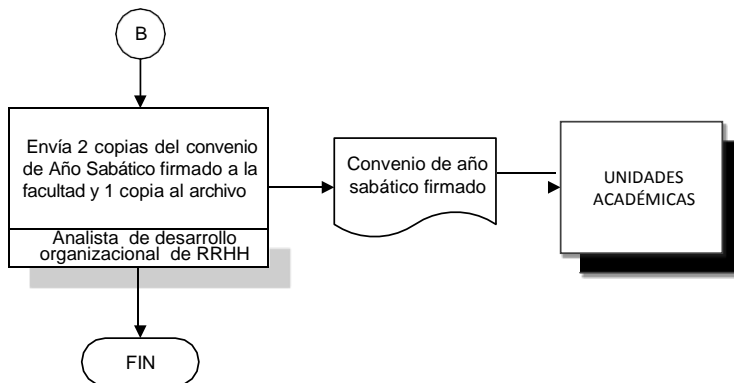 B
Envía 2 copias del convenio
de Año Sabático firmado a la
facultad y 1 copia al archivo
Analista de desarrollo
organizacional de RRHH
Convenio de año
sabático firmado
UNIDADES
ACADÉMICAS
FIN